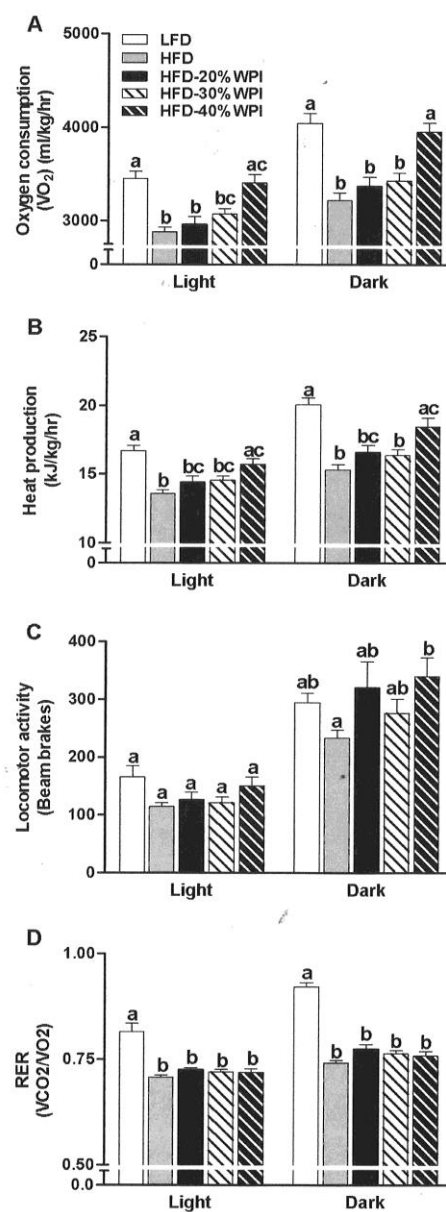 A
5000
LFD
HFD
HFD-20% WPI
HFD-30% WPI
HFD-40% WPI
Oxygen consumption
(VO2) (ml/kg/hr)
4000
3000
0
a b b bc ac
a b b b a
Light Dark
B
25
20
15
10
0
Heat production
(kJ/kg/hr)
a b bc bc ac
a b bc b ac
Light Dark
C
400
300
200
100
0
Locomotor activity
(Beam brakes)
a a a a a
ab a ab ab b
Light Dark
D
1.00
0.75
0.50
0.0
RER
(VCO2/VO2)
a b b b b
a b b b b
Light Dark